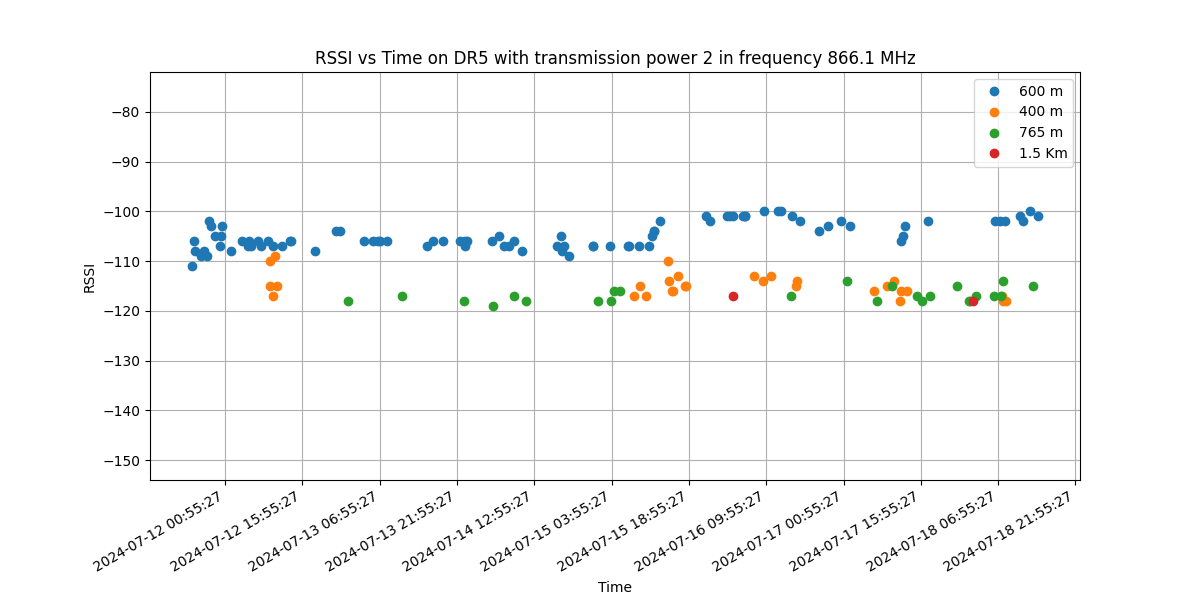 RSSI vs Time on DR5 with transmission power 2 in frequency 866.1 MHz
600 m
400 m
765 m
1.5 Km
RSSI
−80
−90
−100
−110
−120
−130
−140
−150
2024-07-12 00:55:27
2024-07-12 15:55:27
2024-07-13 06:55:27
2024-07-13 21:55:27
2024-07-14 12:55:27
2024-07-15 03:55:27
2024-07-15 18:55:27
2024-07-16 09:55:27
2024-07-17 00:55:27
2024-07-17 15:55:27
2024-07-18 06:55:27
2024-07-18 21:55:27
Time